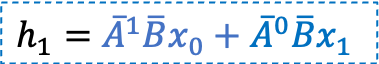 h₁ = Ā¹B̄x₀ + Ā⁰B̄x₁